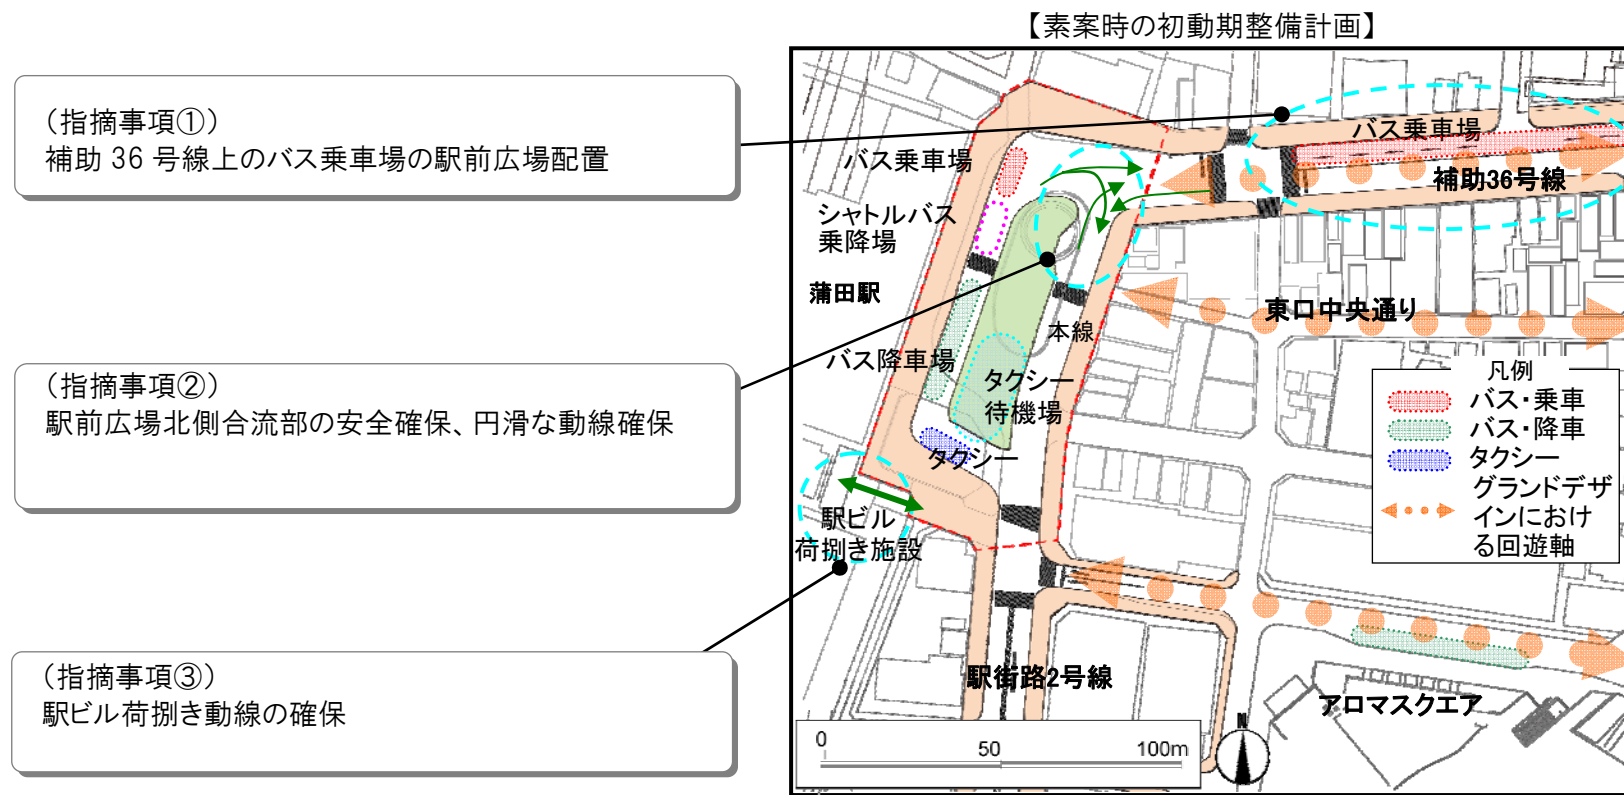 【素案時の初動期整備計画】
（指摘事項①）
補助 36 号線上のバス乗車場の駅前広場配置
（指摘事項②）
駅前広場北側合流部の安全確保、円滑な動線確保
（指摘事項③）
駅ビル荷捌き動線の確保
バス乗車場
バス乗車場
補助36号線
シャトルバス
乗降場
蒲田駅
東口中央通り
本線
バス降車場
タクシー
待機場
タクシー
駅ビル
荷捌き施設
凡例
バス・乗車
バス・降車
タクシー
グランドデザ
インにおけ
る回遊軸
駅街路2号線
アロマスクエア
0 50 100m
N